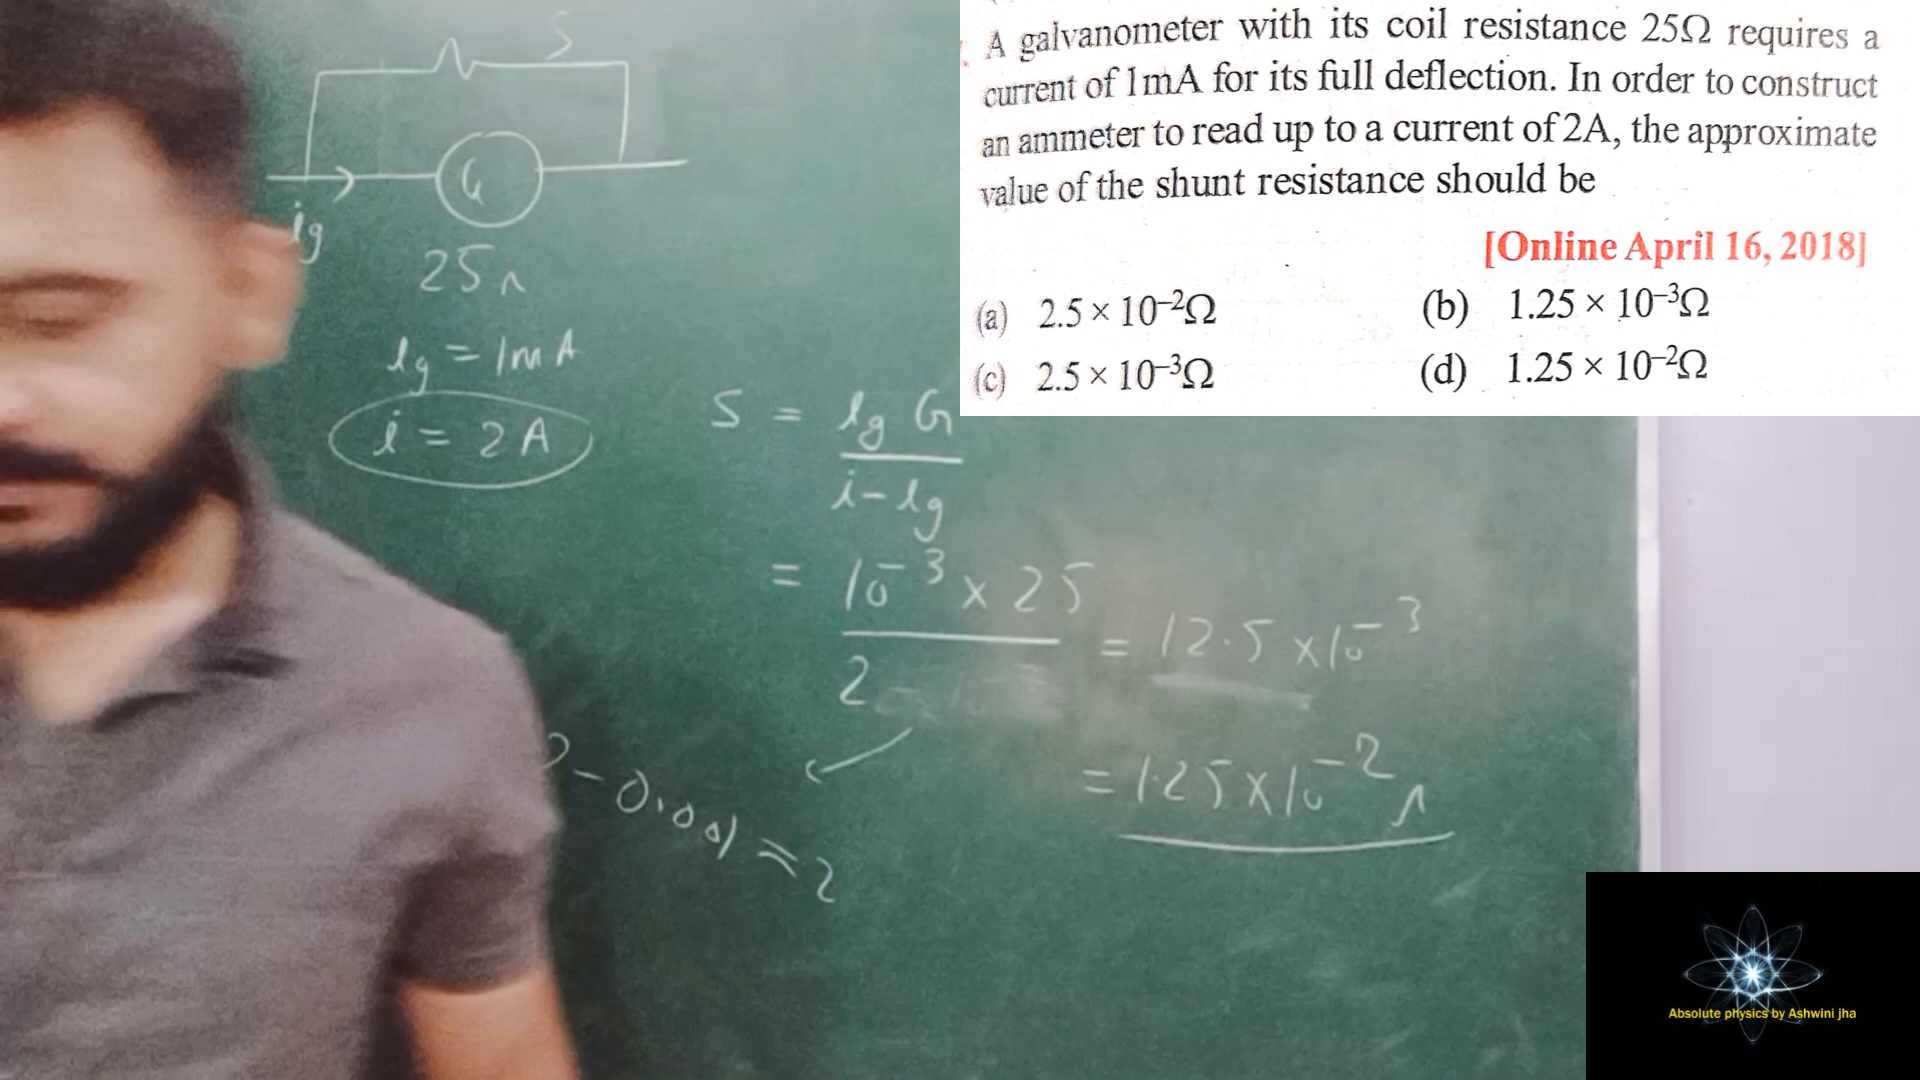 A galvanometer with its coil resistance 25Ω requires a
current of 1mA for its full deflection. In order to construct
an ammeter to read up to a current of 2A, the approximate
value of the shunt resistance should be
[Online April 16, 2018]
(a) 2.5 × 10⁻²Ω (b) 1.25 × 10⁻³Ω
(c) 2.5 × 10⁻³Ω (d) 1.25 × 10⁻²Ω
S
G
ig
25Ω
ig = 1mA
i = 2A
S = ig G
i - ig
= 10⁻³ × 25
2
= 12.5 × 10⁻³
= 1.25 × 10⁻² Ω
2 - 0.001 ≈ 2
Absolute physics by Ashwini jha